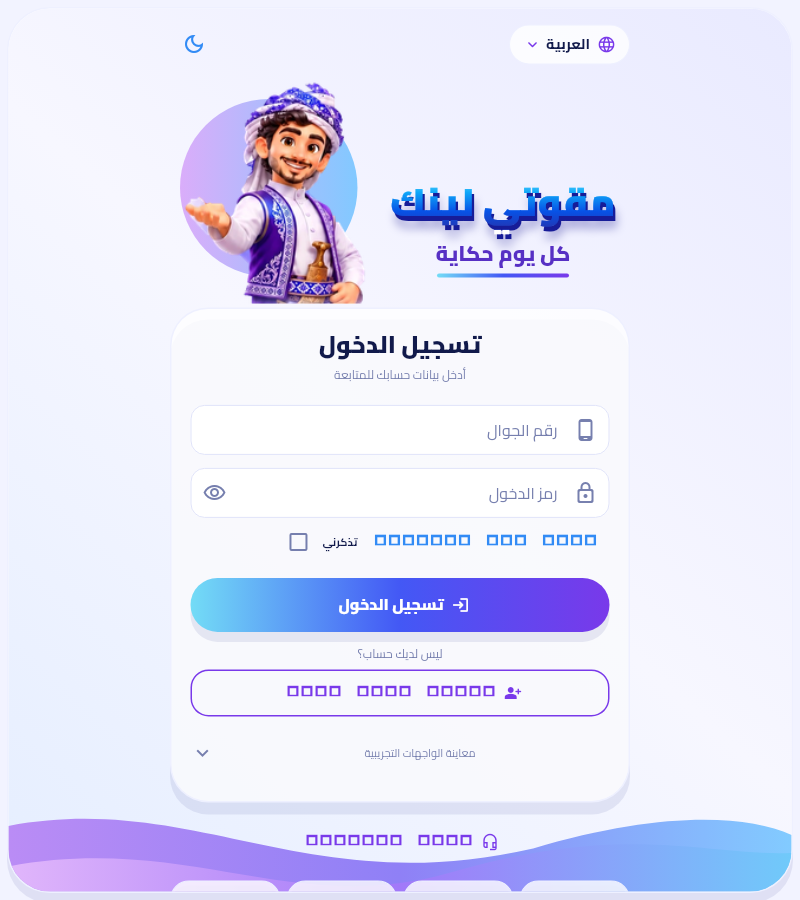 العربية
مقوتي لينك
كل يوم حكاية
تسجيل الدخول
أدخل بيانات حسابك للمتابعة
رقم الجوال
رمز الدخول
تذكرني
تسجيل الدخول
ليس لديك حساب؟
معاينة الواجهات التجريبية